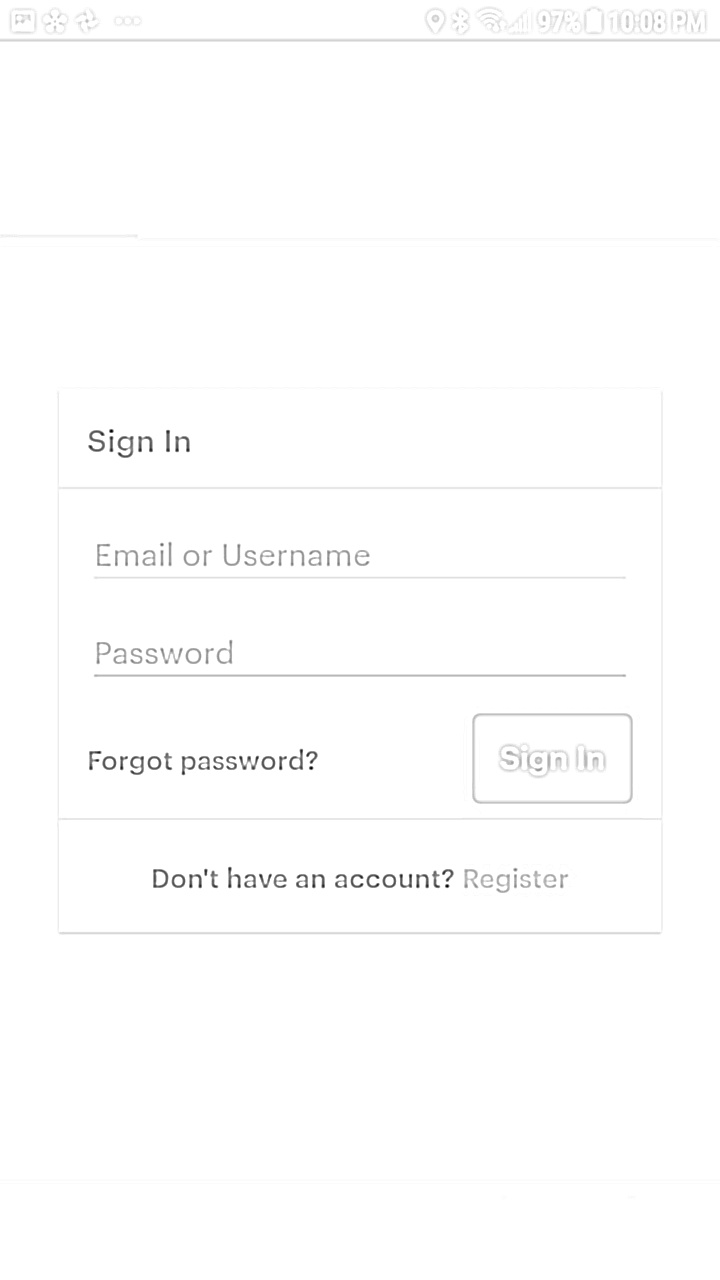 97% 10:08 PM
Sign In
Email or Username
Password
Forgot password? Sign In
Don't have an account? Register